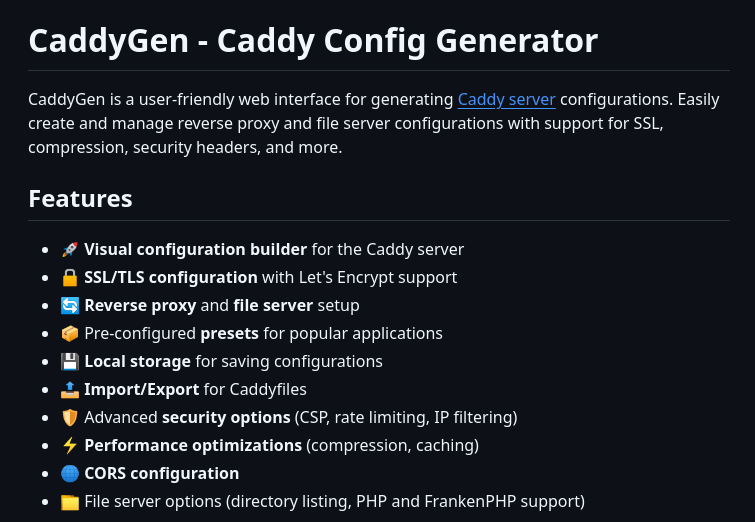 CaddyGen - Caddy Config Generator
CaddyGen is a user-friendly web interface for generating Caddy server configurations. Easily
create and manage reverse proxy and file server configurations with support for SSL,
compression, security headers, and more.
Features
• 🚀 Visual configuration builder for the Caddy server
• 🔒 SSL/TLS configuration with Let's Encrypt support
• 🔄 Reverse proxy and file server setup
• 📦 Pre-configured presets for popular applications
• 💾 Local storage for saving configurations
• 📤 Import/Export for Caddyfiles
• 🛡️ Advanced security options (CSP, rate limiting, IP filtering)
• ⚡ Performance optimizations (compression, caching)
• 🌐 CORS configuration
• 📁 File server options (directory listing, PHP and FrankenPHP support)